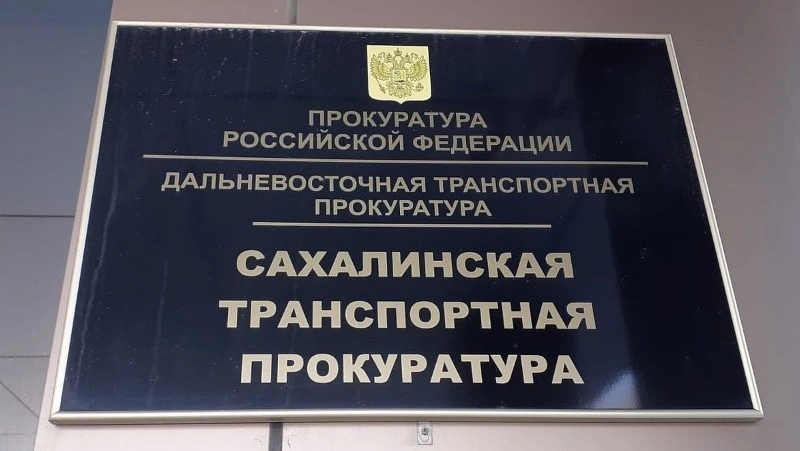 ПРОКУРАТУРА
РОССИЙСКОЙ ФЕДЕРАЦИИ
ДАЛЬНЕВОСТОЧНАЯ ТРАНСПОРТНАЯ
ПРОКУРАТУРА
САХАЛИНСКАЯ
ТРАНСПОРТНАЯ
ПРОКУРАТУРА